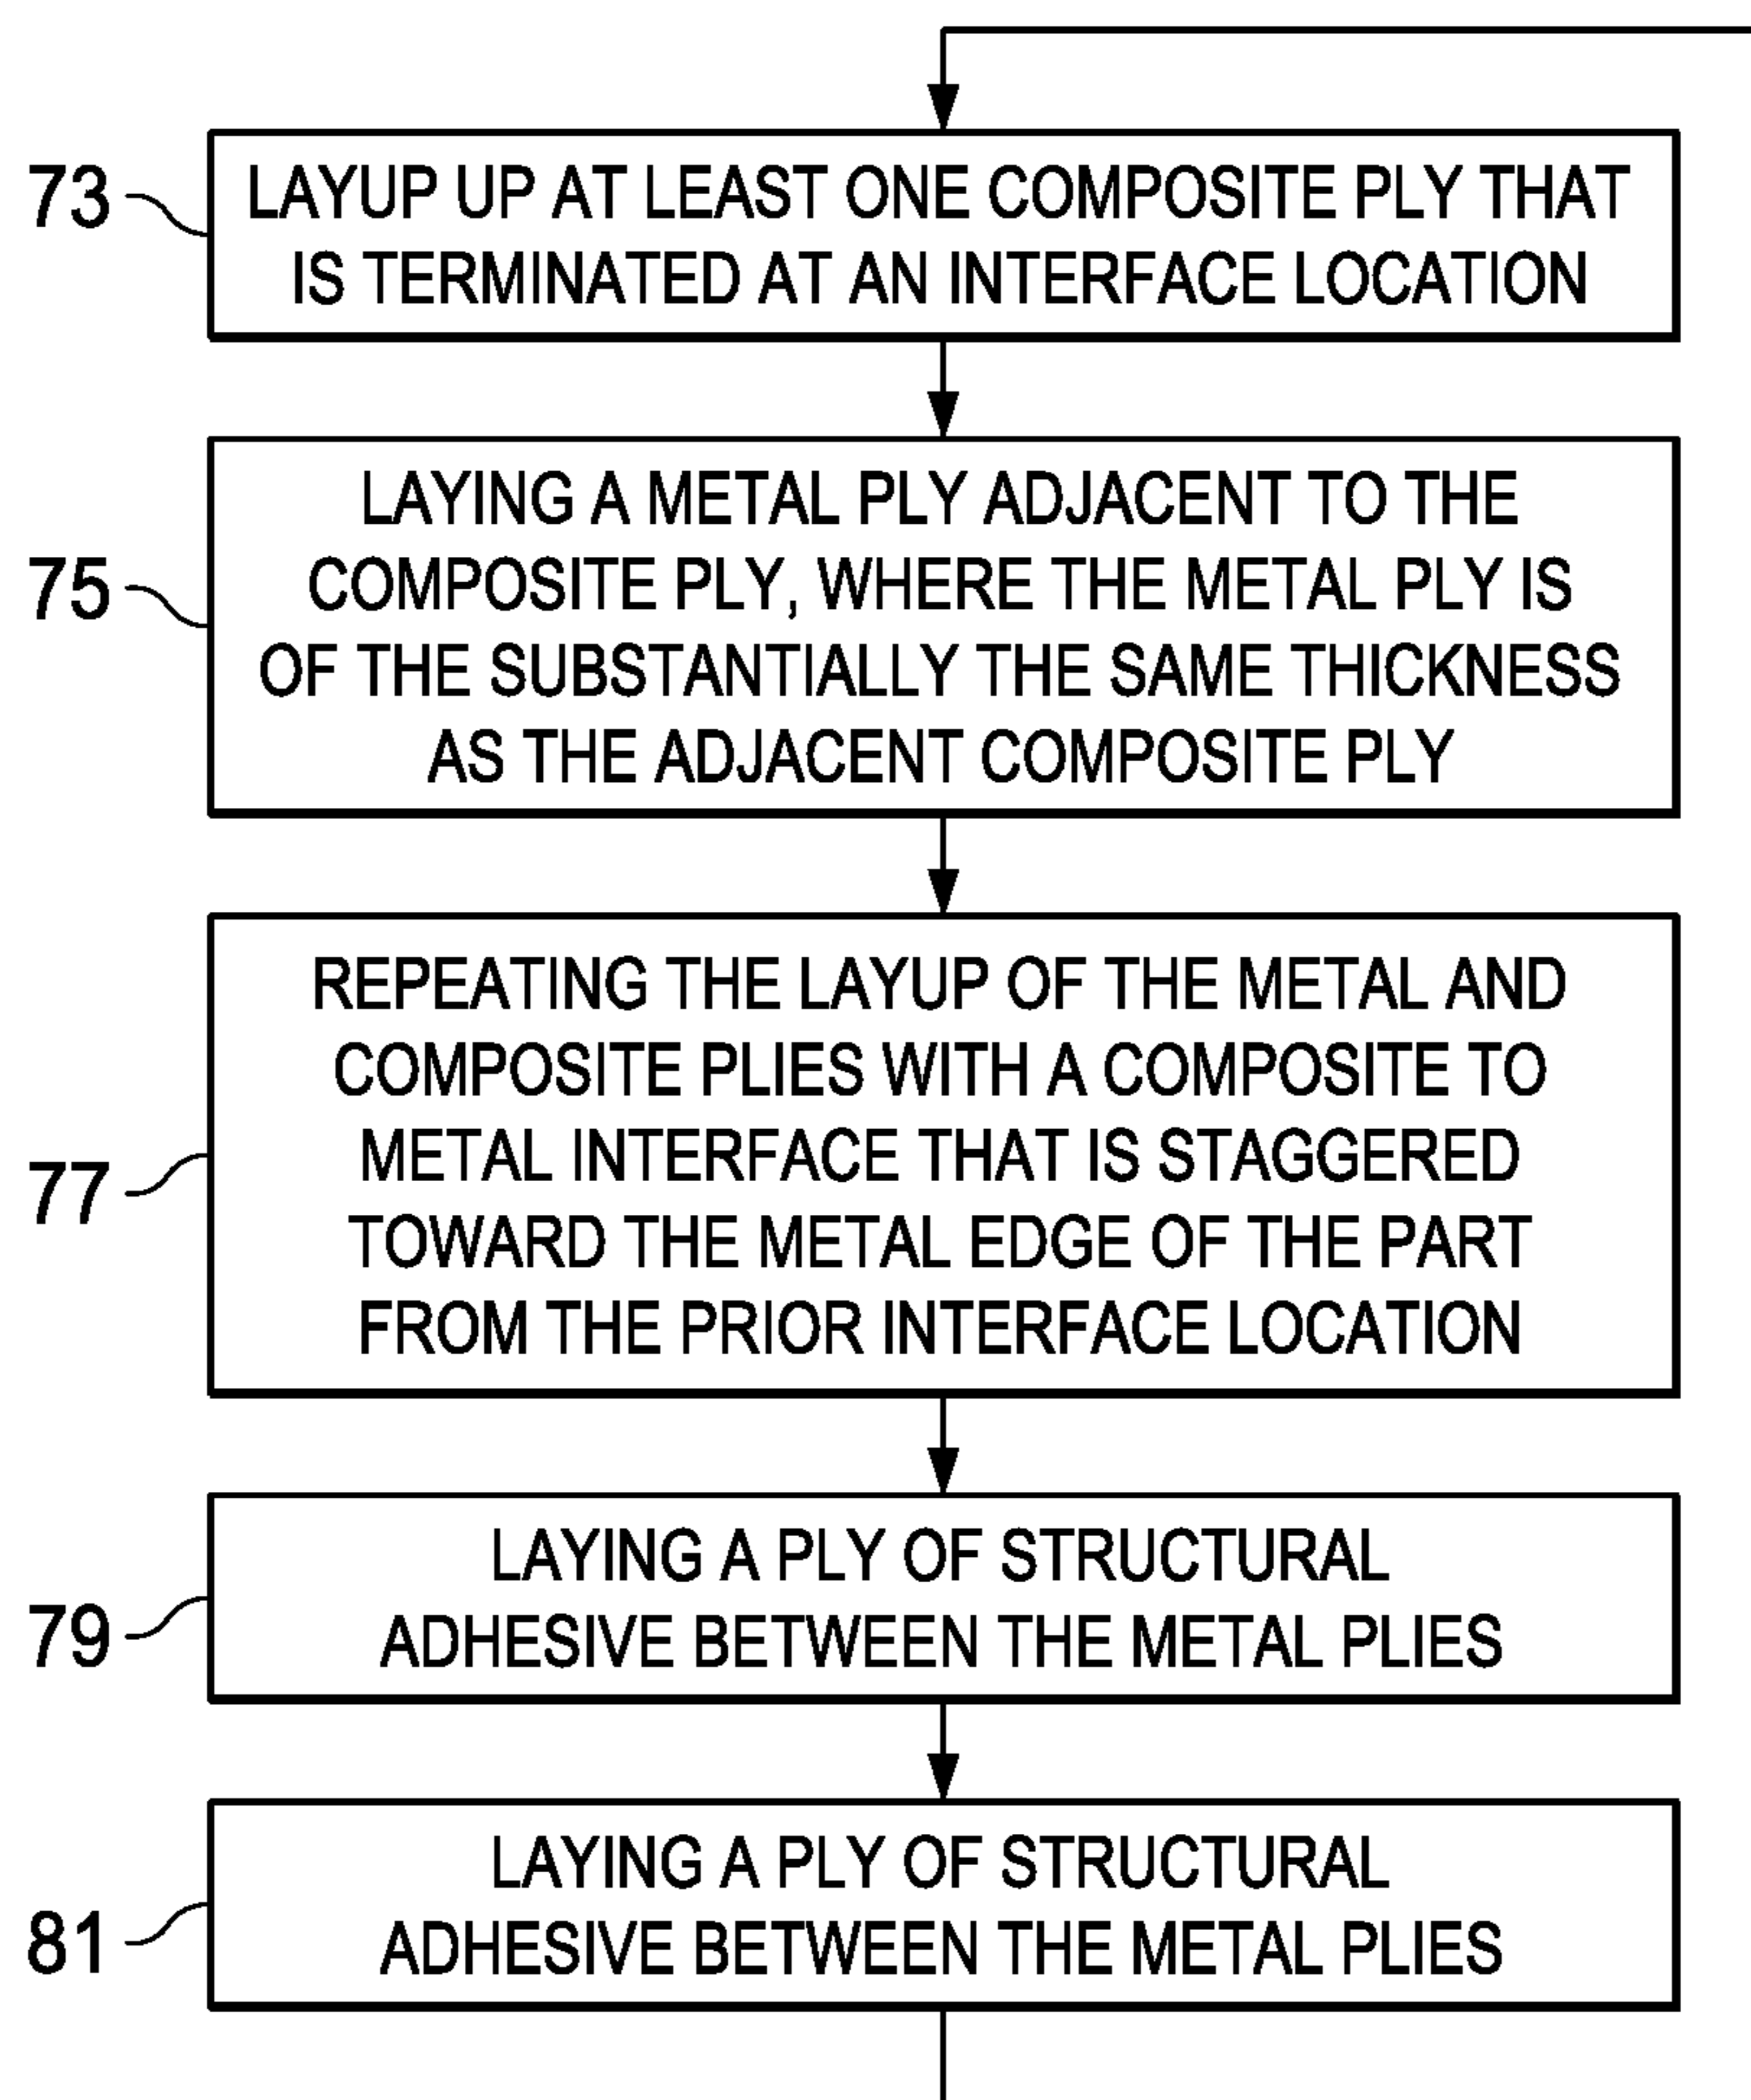 73
LAYUP UP AT LEAST ONE COMPOSITE PLY THAT
IS TERMINATED AT AN INTERFACE LOCATION
75
LAYING A METAL PLY ADJACENT TO THE
COMPOSITE PLY, WHERE THE METAL PLY IS
OF THE SUBSTANTIALLY THE SAME THICKNESS
AS THE ADJACENT COMPOSITE PLY
77
REPEATING THE LAYUP OF THE METAL AND
COMPOSITE PLIES WITH A COMPOSITE TO
METAL INTERFACE THAT IS STAGGERED
TOWARD THE METAL EDGE OF THE PART
FROM THE PRIOR INTERFACE LOCATION
79
LAYING A PLY OF STRUCTURAL
ADHESIVE BETWEEN THE METAL PLIES
81
LAYING A PLY OF STRUCTURAL
ADHESIVE BETWEEN THE METAL PLIES